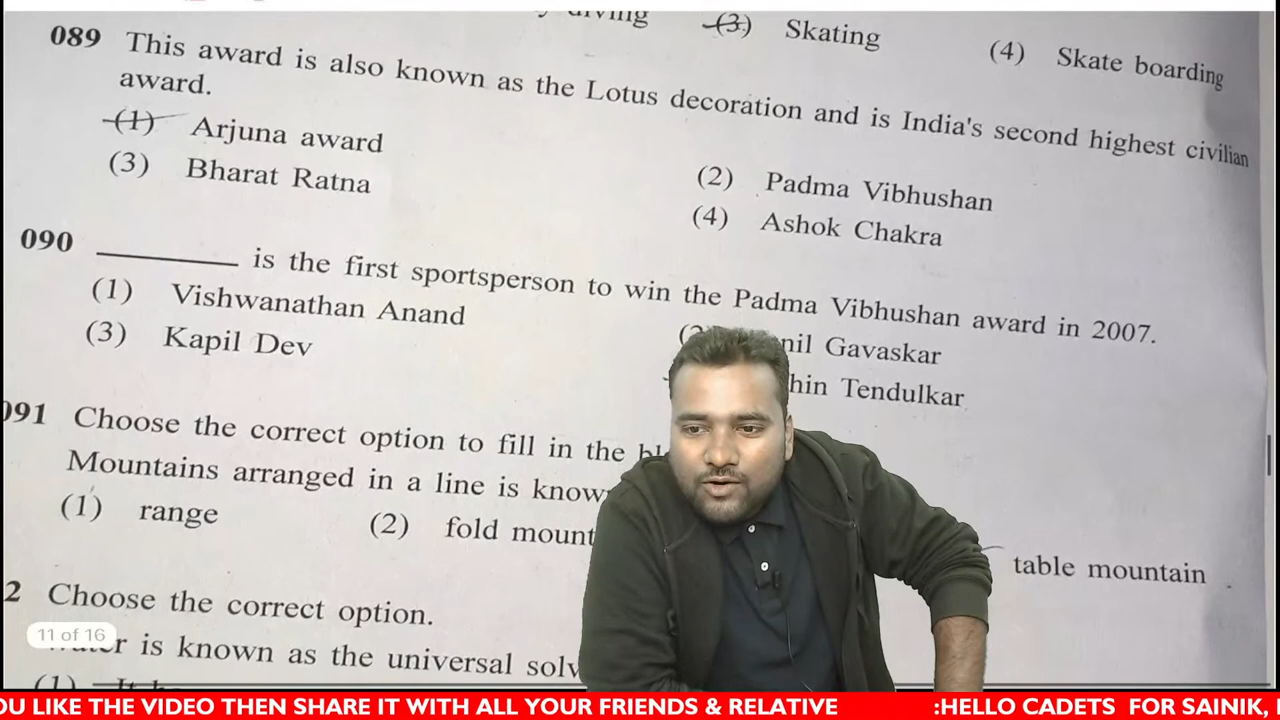 (3) Skating
(4) Skate boarding
089 This award is also known as the Lotus decoration and is India's second highest civilian
award.
(1) Arjuna award
(2) Padma Vibhushan
(3) Bharat Ratna
(4) Ashok Chakra
090 ________ is the first sportsperson to win the Padma Vibhushan award in 2007.
(1) Vishwanathan Anand
nil Gavaskar
(3) Kapil Dev
hin Tendulkar
091 Choose the correct option to fill in the
Mountains arranged in a line is know
(1) range
(2) fold mount
table mountain
2 Choose the correct option.
11 of 16
r is known as the universal solv
(1)
OU LIKE THE VIDEO THEN SHARE IT WITH ALL YOUR FRIENDS & RELATIVE :HELLO CADETS FOR SAINIK,